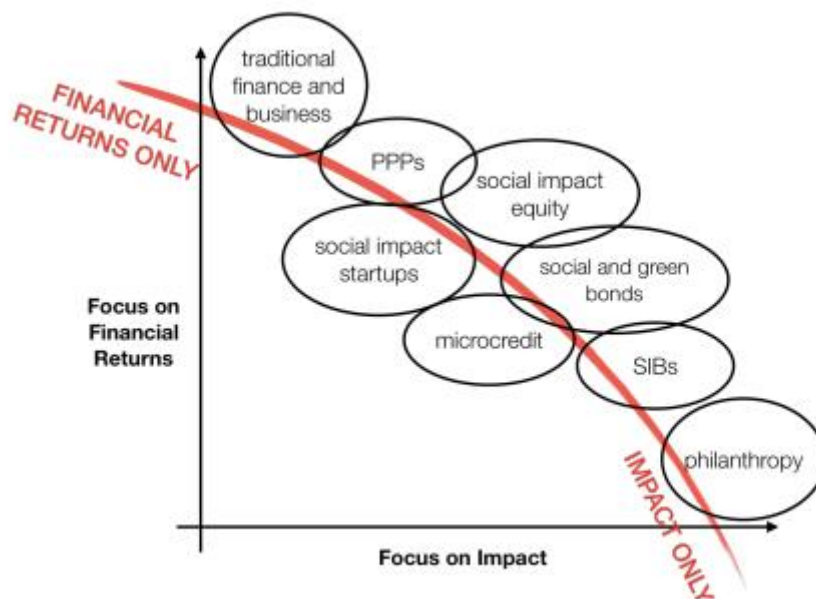 traditional
finance and
business
FINANCIAL
RETURNS ONLY
PPPs
social impact
equity
social impact
startups
social and green
bonds
Focus on
Financial
Returns
microcredit
SIBs
philanthropy
IMPACT ONLY
Focus on Impact